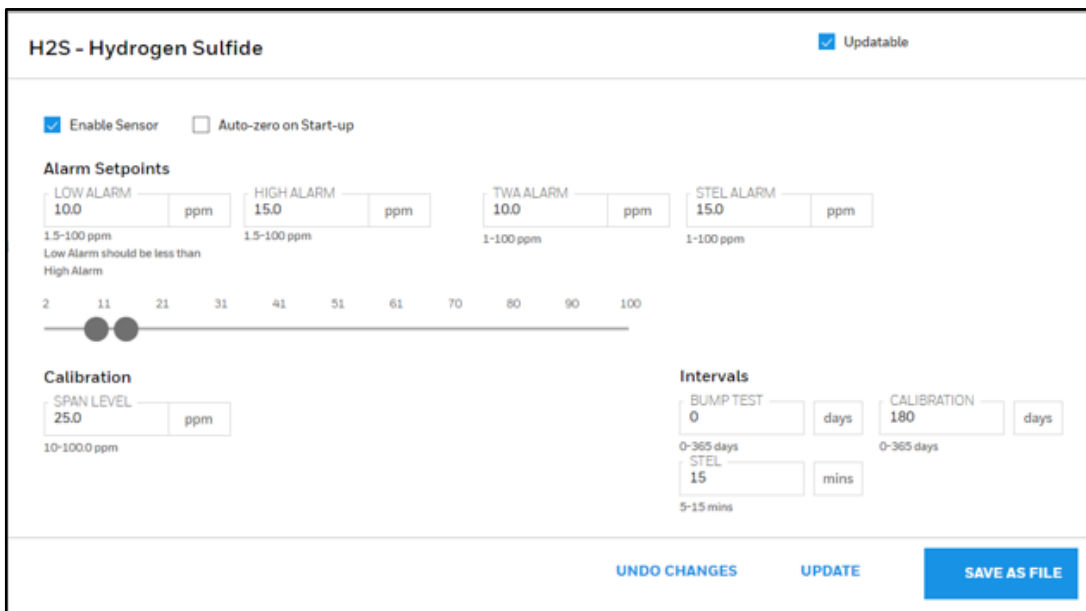 H2S - Hydrogen Sulfide
Updatable
Enable Sensor
Auto-zero on Start-up
Alarm Setpoints
LOW ALARM
10.0 ppm
1.5-100 ppm
Low Alarm should be less than
High Alarm
HIGH ALARM
15.0 ppm
1.5-100 ppm
TWA ALARM
10.0 ppm
1-100 ppm
STEL ALARM
15.0 ppm
1-100 ppm
2 11 21 31 41 51 61 70 80 90 100
Calibration
SPAN LEVEL
25.0 ppm
10-100.0 ppm
Intervals
BUMP TEST
0 days
0-365 days
CALIBRATION
180 days
0-365 days
STEL
15 mins
5-15 mins
UNDO CHANGES
UPDATE
SAVE AS FILE